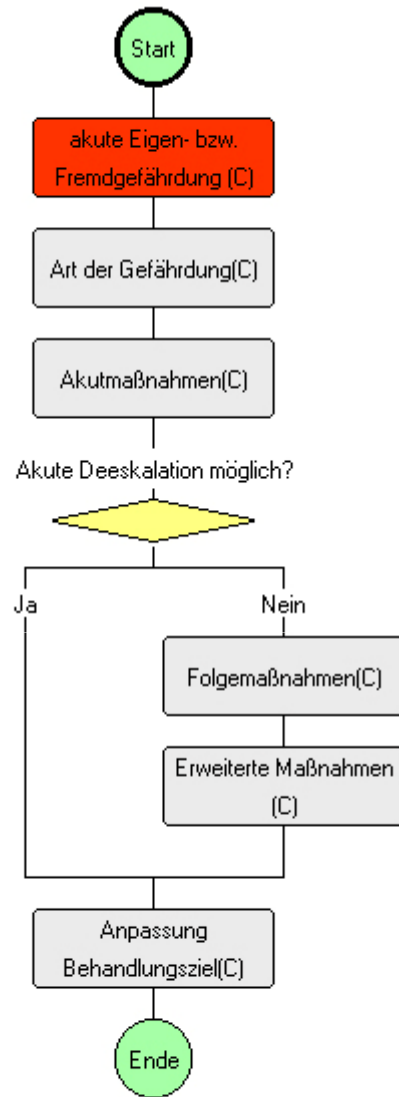 Start
akute Eigen- bzw.
Fremdgefährdung (C)
Art der Gefährdung(C)
Akutmaßnahmen(C)
Akute Deeskalation möglich?
Ja
Nein
Folgemaßnahmen(C)
Erweiterte Maßnahmen
(C)
Anpassung
Behandlungsziel(C)
Ende